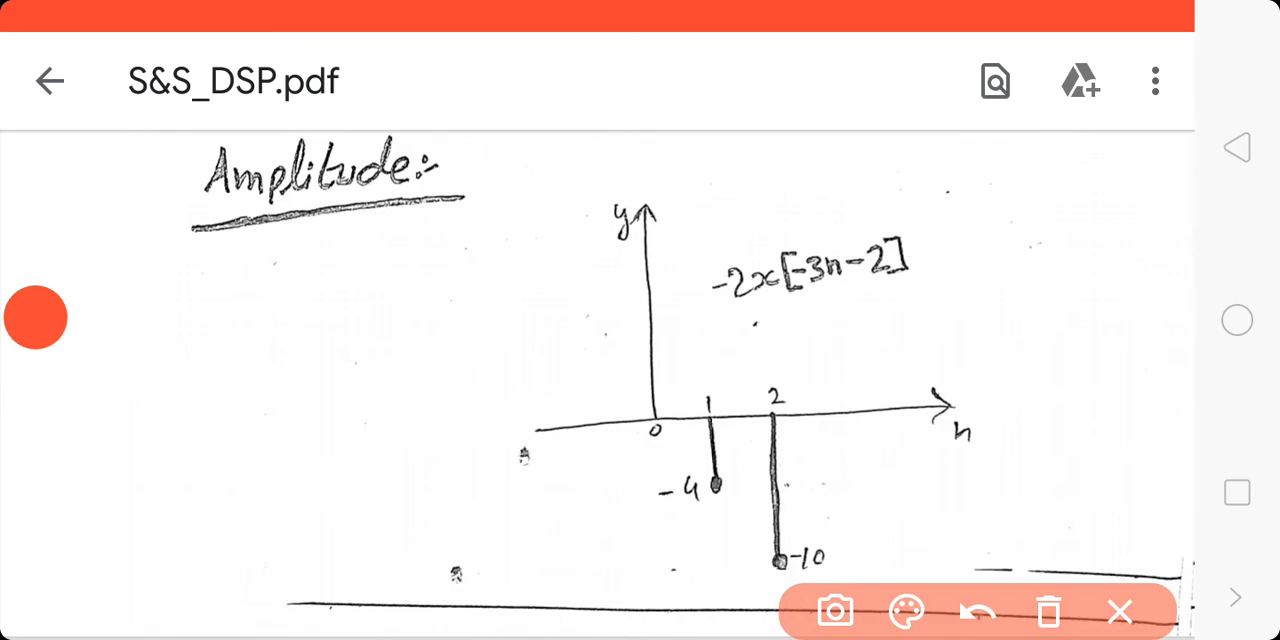 S&S_DSP.pdf
Amplitude:-
y
-2x[-3n-2]
1 2
0
n
-4
-10